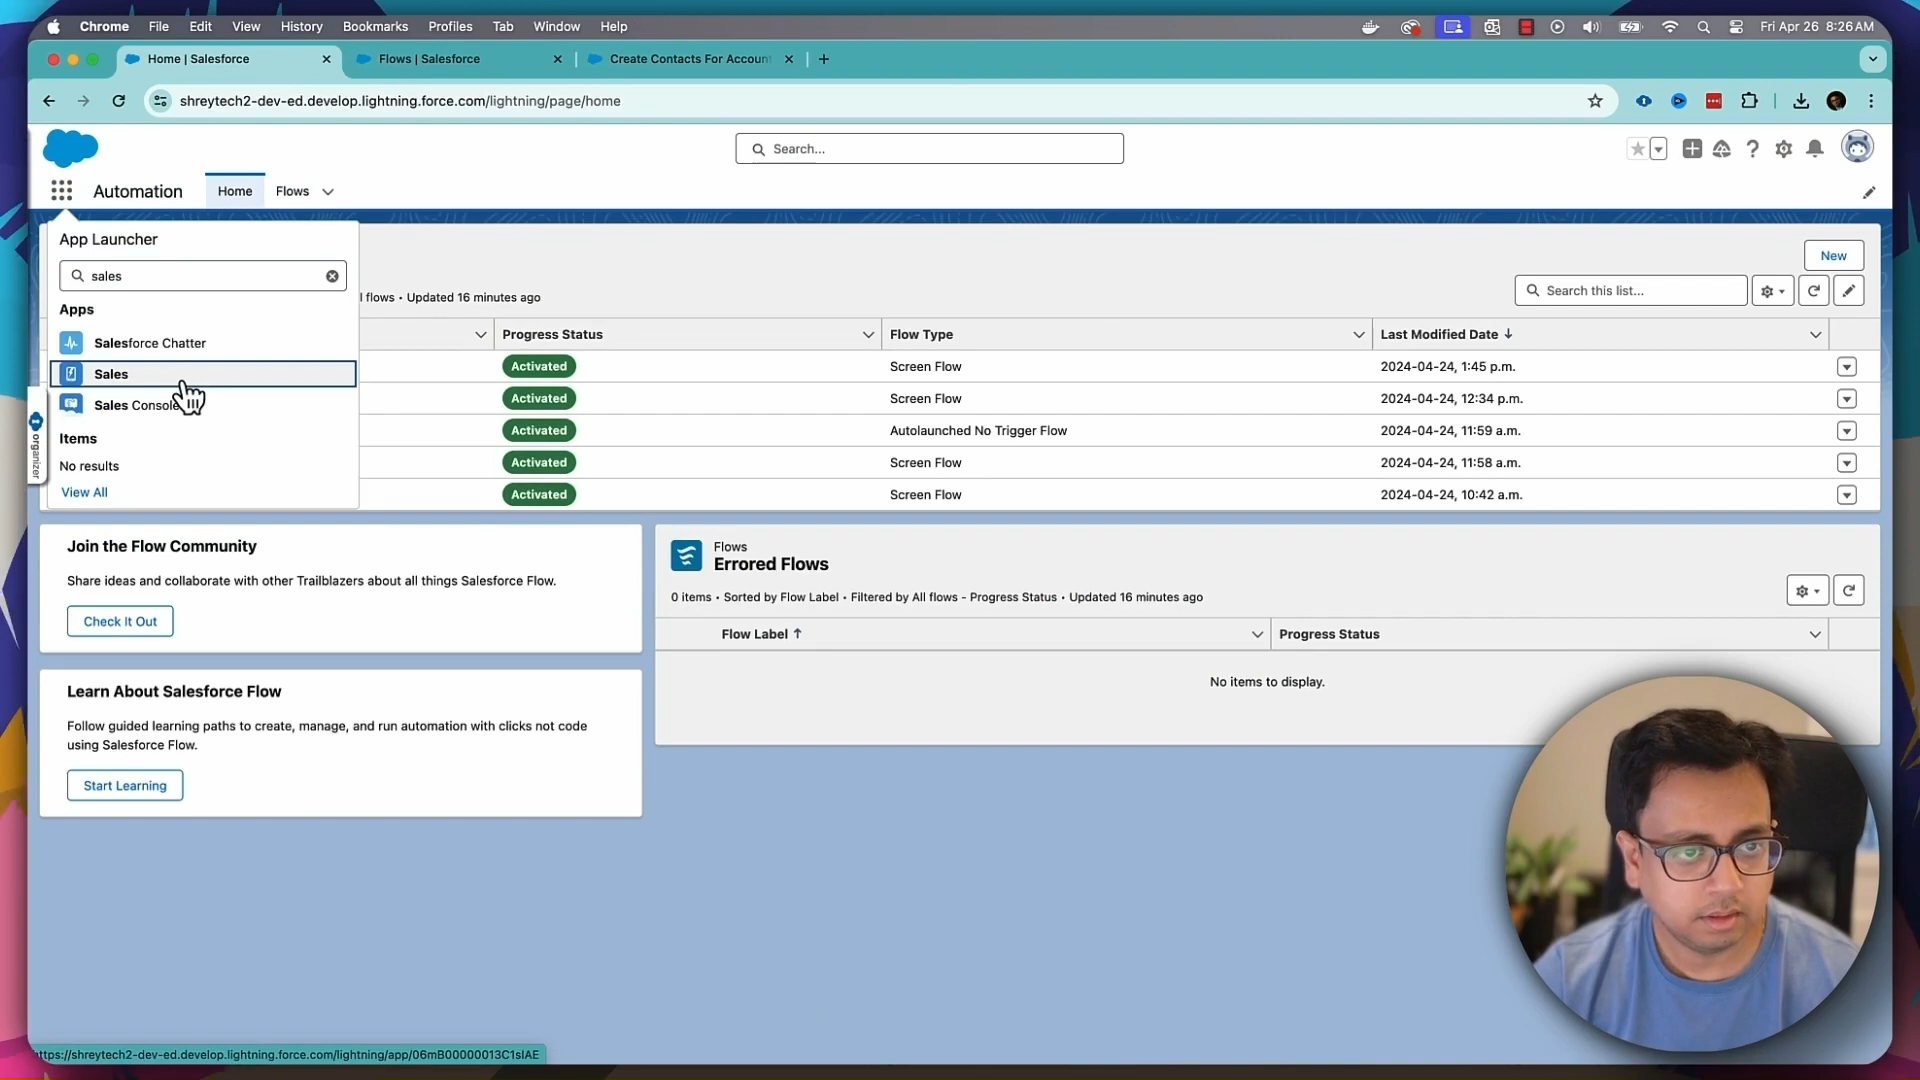 Chrome File Edit View History Bookmarks Profiles Tab Window Help Fri Apr 26 8:26 AM
Home | Salesforce Flows | Salesforce Create Contacts For Accoun
shreytech2-dev-ed.develop.lightning.force.com/lightning/page/home
Search...
Automation Home Flows
App Launcher
sales
Apps
Salesforce Chatter
Sales
Sales Console
Items
No results
View All
organizer
New
l flows • Updated 16 minutes ago
Search this list...
Progress Status Flow Type Last Modified Date
Activated Screen Flow 2024-04-24, 1:45 p.m.
Activated Screen Flow 2024-04-24, 12:34 p.m.
Activated Autolaunched No Trigger Flow 2024-04-24, 11:59 a.m.
Activated Screen Flow 2024-04-24, 11:58 a.m.
Activated Screen Flow 2024-04-24, 10:42 a.m.
Join the Flow Community
Share ideas and collaborate with other Trailblazers about all things Salesforce Flow.
Check It Out
Learn About Salesforce Flow
Follow guided learning paths to create, manage, and run automation with clicks not code
using Salesforce Flow.
Start Learning
Flows
Errored Flows
0 items • Sorted by Flow Label • Filtered by All flows - Progress Status • Updated 16 minutes ago
Flow Label Progress Status
No items to display.
https://shreytech2-dev-ed.develop.lightning.force.com/lightning/app/06mB00000013C1sIAE